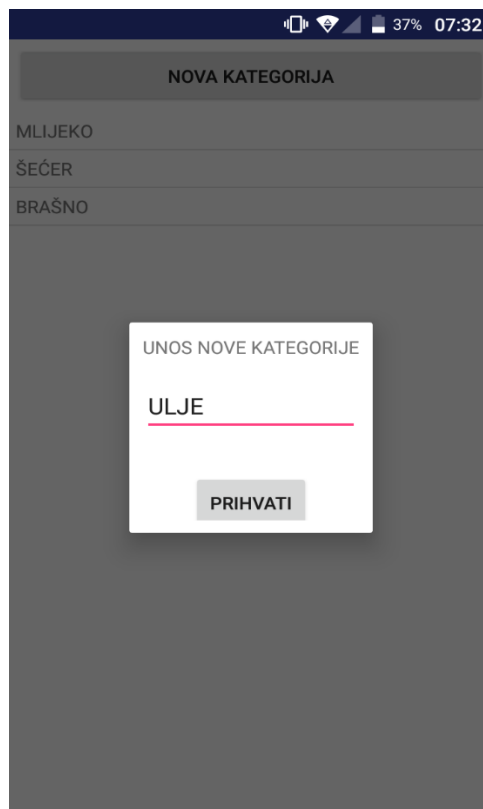 37% 07:32
NOVA KATEGORIJA
MLIJEKO
ŠEĆER
BRAŠNO
UNOS NOVE KATEGORIJE
ULJE
PRIHVATI